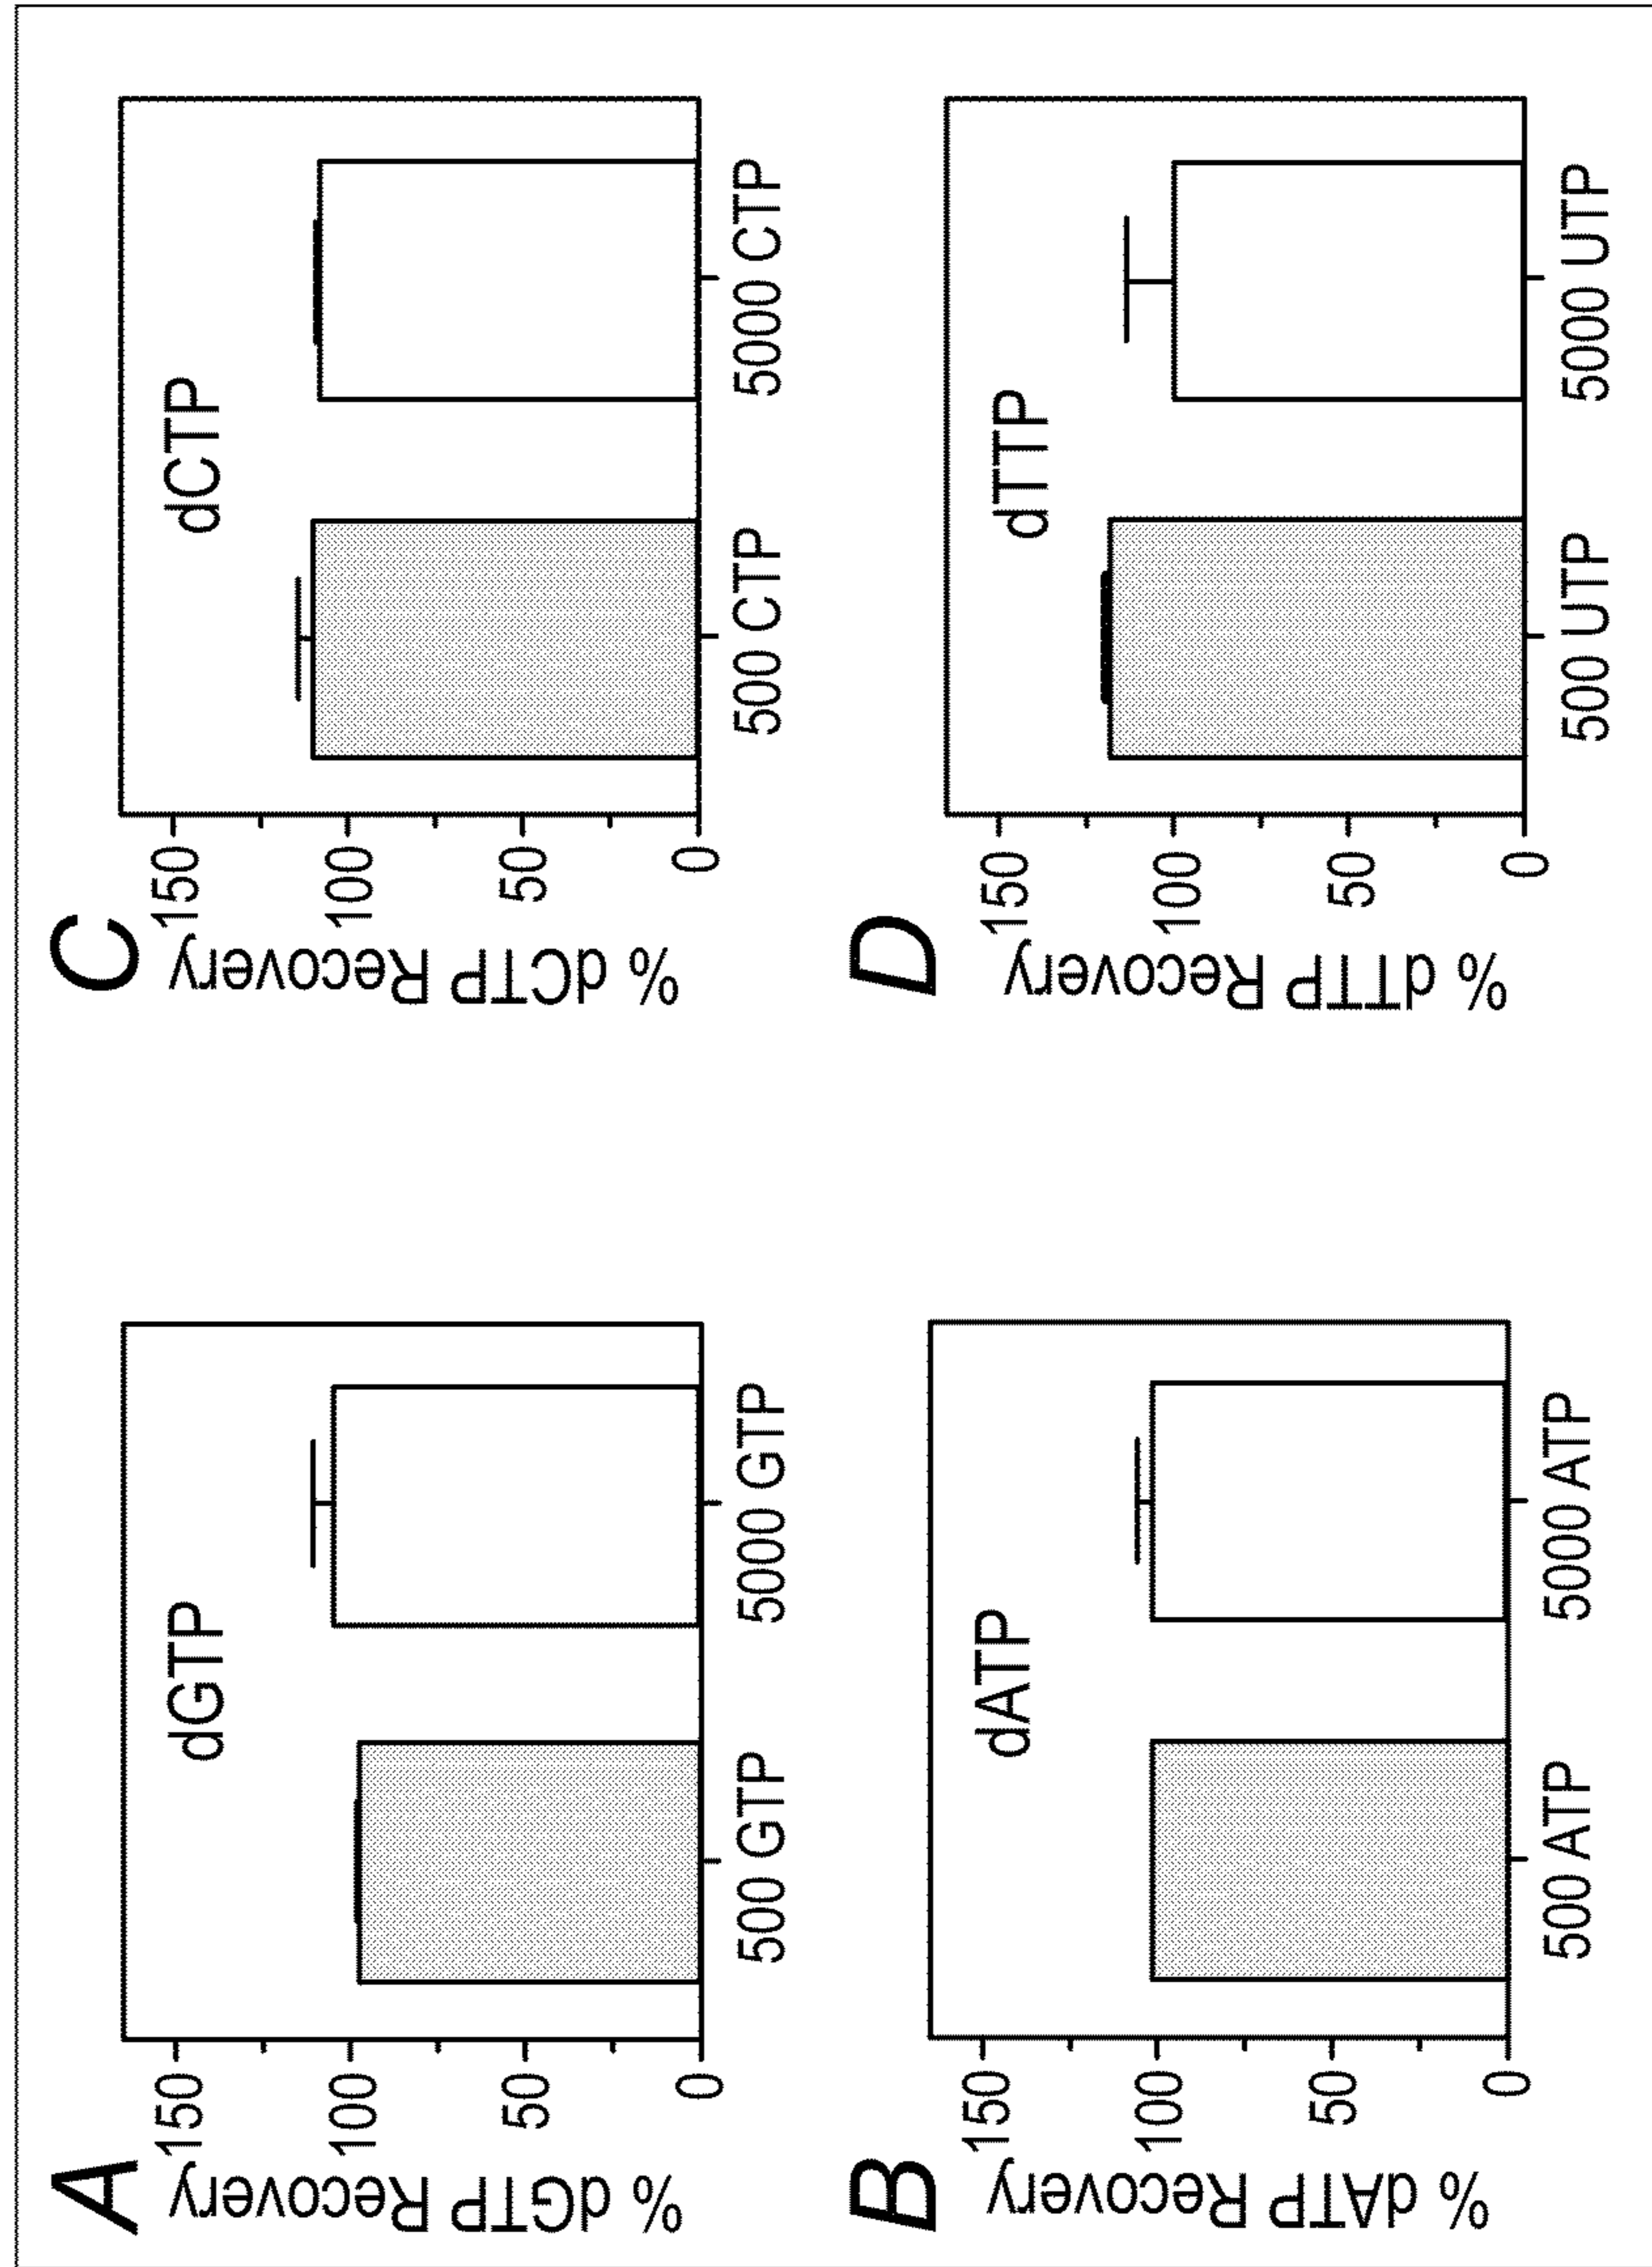 A
% dGTP Recovery
150
100
50
0
dGTP
500 GTP
5000 GTP
C
% dCTP Recovery
150
100
50
0
dCTP
500 CTP
5000 CTP
B
% dATP Recovery
150
100
50
0
dATP
500 ATP
5000 ATP
D
% dTTP Recovery
150
100
50
0
dTTP
500 UTP
5000 UTP